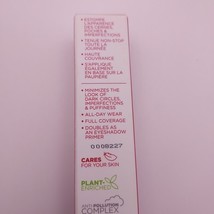 • ESTOMPE
L'APPARENCE
DES CERNES,
POCHES &
IMPERFECTIONS
• TENUE NON-STOP
TOUTE LA
JOURNÉE
• HAUTE
COUVRANCE
• S'APPLIQUE
ÉGALEMENT
EN BASE SUR LA
PAUPIÈRE
• MINIMIZES THE
LOOK OF
DARK CIRCLES,
IMPERFECTIONS
& PUFFINESS
• ALL-DAY WEAR
• FULL COVERAGE
• DOUBLES AS
AN EYESHADOW
PRIMER
0009227
CARES
FOR YOUR SKIN
PLANT-
ENRICHED
ANTI-POLLUTION
COMPLEX